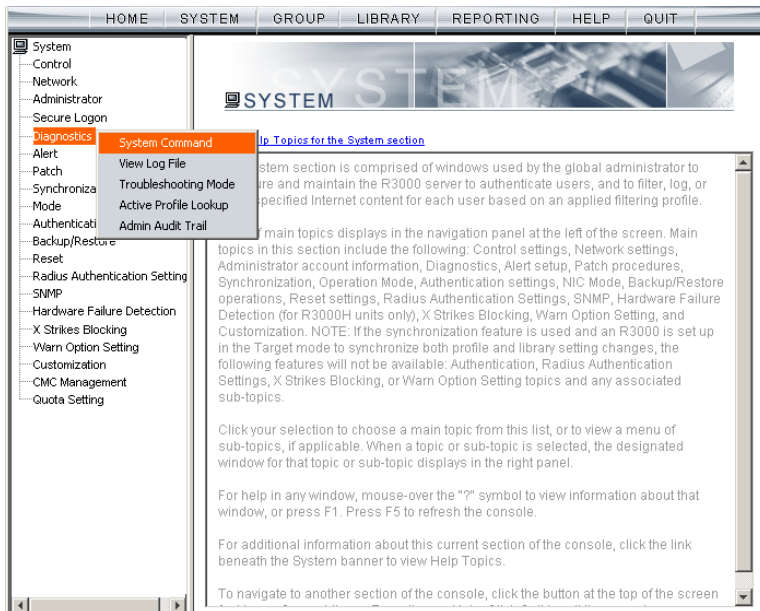 HOME SYSTEM GROUP LIBRARY REPORTING HELP QUIT
System
Control
Network
Administrator
Secure Logon
Diagnostics
Alert
Patch
Synchroniza
Mode
Authenticati
Backup/Restore
Reset
Radius Authentication Setting
SNMP
Hardware Failure Detection
X Strikes Blocking
Warn Option Setting
Customization
CMC Management
Quota Setting
System Command
View Log File
Troubleshooting Mode
Active Profile Lookup
Admin Audit Trail
SYSTEM
SYSTEM
lp Topics for the System section
stem section is comprised of windows used by the global administrator to
ure and maintain the R3000 server to authenticate users, and to filter, log, or
specified Internet content for each user based on an applied filtering profile.
of main topics displays in the navigation panel at the left of the screen. Main
topics in this section include the following: Control settings, Network settings,
Administrator account information, Diagnostics, Alert setup, Patch procedures,
Synchronization, Operation Mode, Authentication settings, NIC Mode, Backup/Restore
operations, Reset settings, Radius Authentication Settings, SNMP, Hardware Failure
Detection (for R3000H units only), X Strikes Blocking, Warn Option Setting, and
Customization. NOTE: If the synchronization feature is used and an R3000 is set up
in the Target mode to synchronize both profile and library setting changes, the
following features will not be available: Authentication, Radius Authentication
Settings, X Strikes Blocking, or Warn Option Setting topics and any associated
sub-topics.
Click your selection to choose a main topic from this list, or to view a menu of
sub-topics, if applicable. When a topic or sub-topic is selected, the designated
window for that topic or sub-topic displays in the right panel.
For help in any window, mouse-over the "?" symbol to view information about that
window, or press F1. Press F5 to refresh the console.
For additional information about this current section of the console, click the link
beneath the System banner to view Help Topics.
To navigate to another section of the console, click the button at the top of the screen